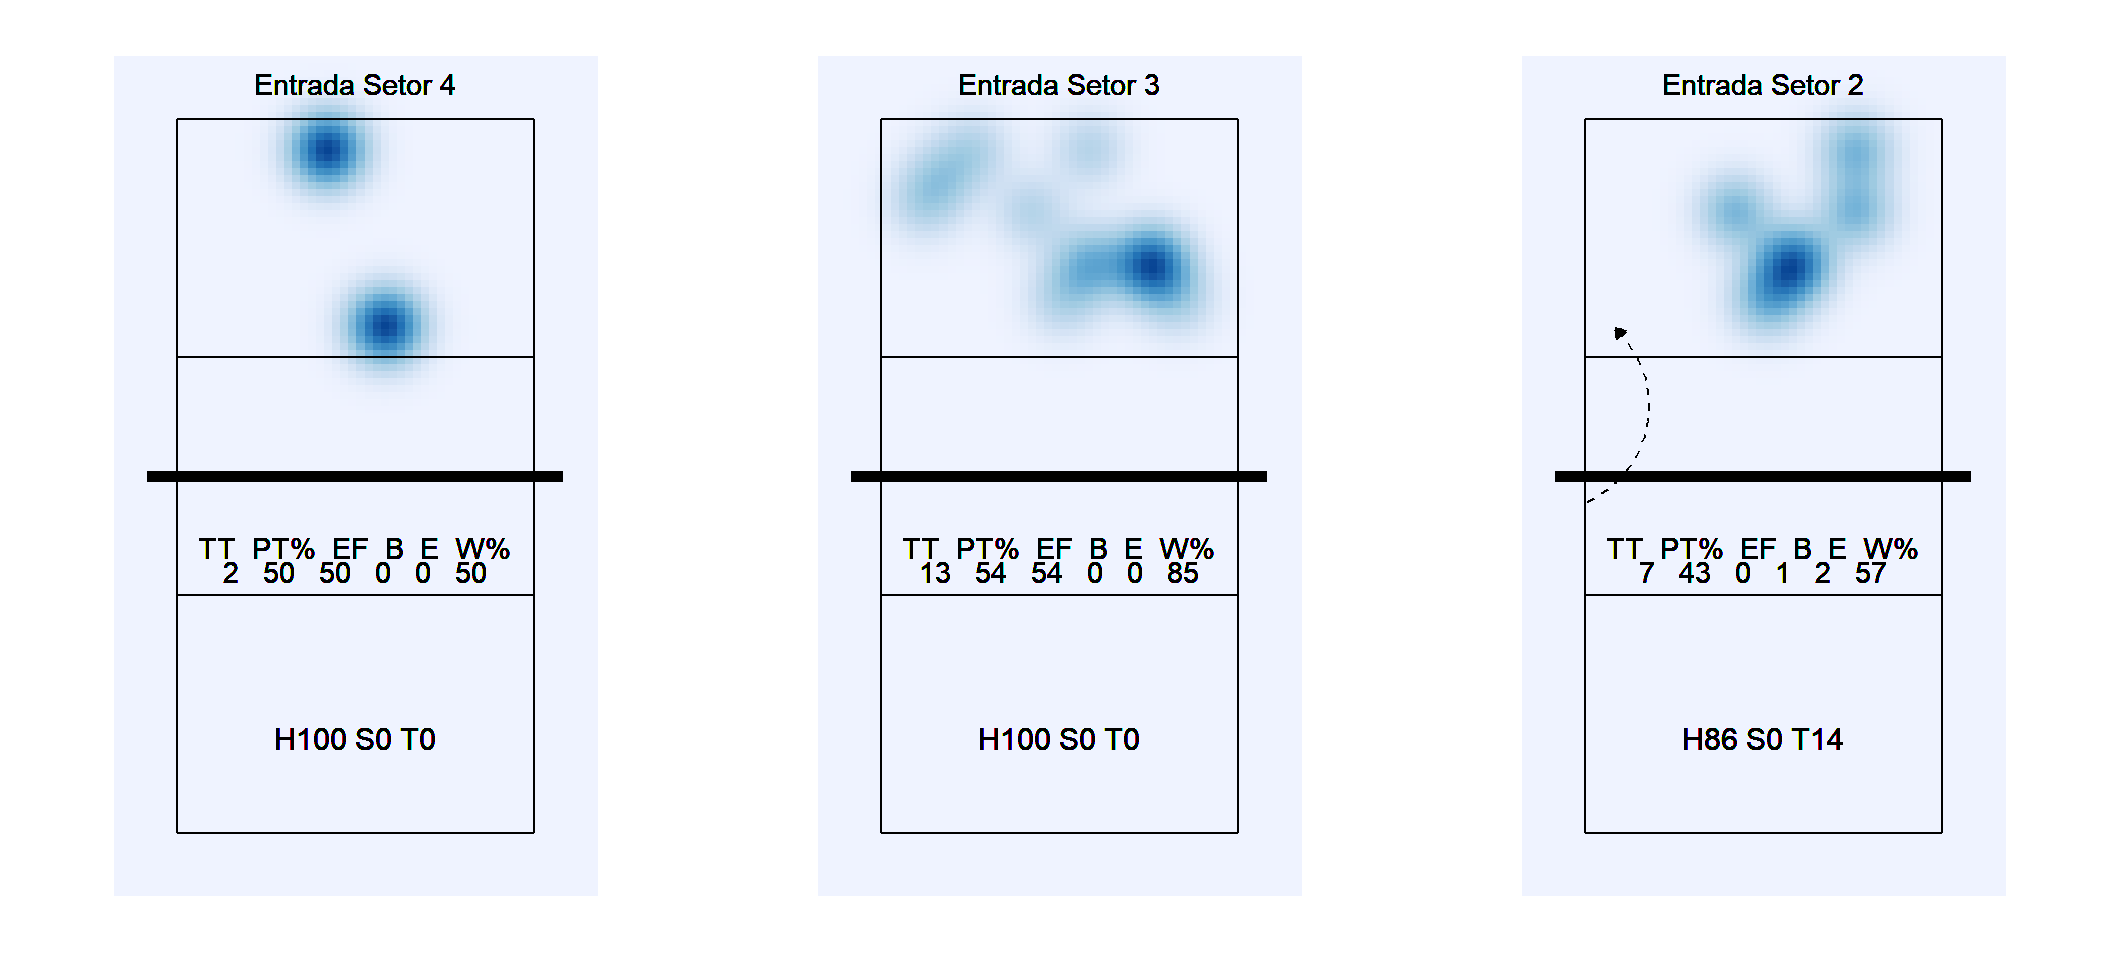 Entrada Setor 4
TT PT% EF B E W%
2 50 50 0 0 50
H100 S0 T0
Entrada Setor 3
TT PT% EF B E W%
13 54 54 0 0 85
H100 S0 T0
Entrada Setor 2
TT PT% EF B E W%
7 43 0 1 2 57
H86 S0 T14